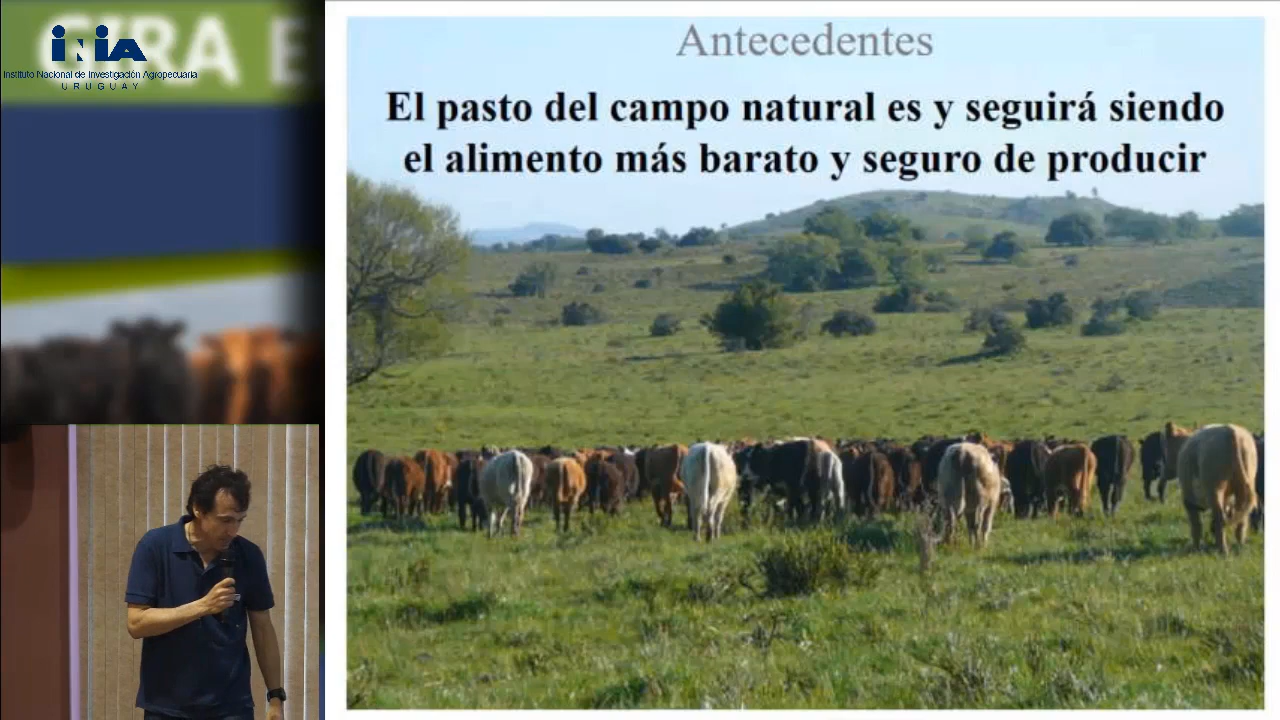 GIRA E
INIA
Instituto Nacional de Investigación Agropecuaria
URUGUAY
Antecedentes
El pasto del campo natural es y seguirá siendo
el alimento más barato y seguro de producir